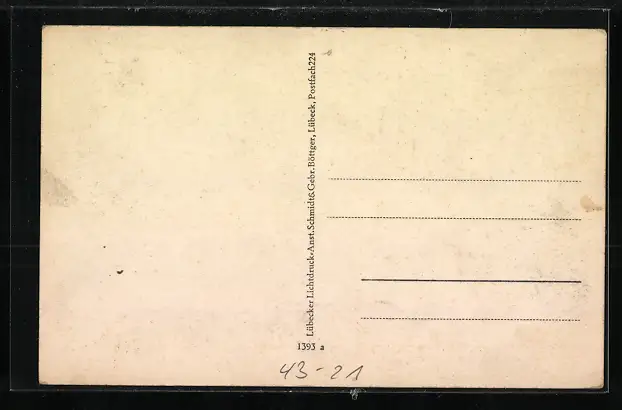 Lübecker Lichtdruck-Anst. Schmidt & Gebr. Böttger, Lübeck, Postfach 224
1393 a
43-21